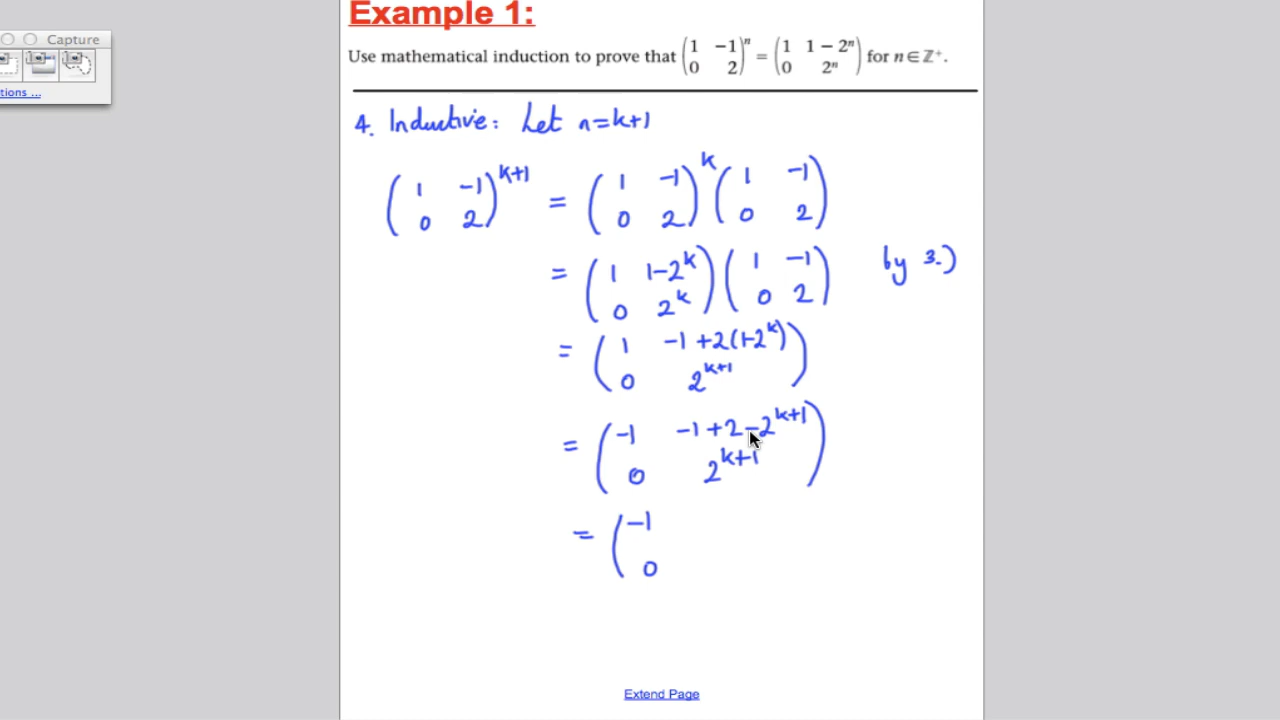 Example 1:
Capture
Use mathematical induction to prove that (1 −1; 0 2)ⁿ = (1 1 − 2ⁿ; 0 2ⁿ) for n ∈ ℤ⁺.
tions ...
4. Inductive: Let n=k+1
(1 -1; 0 2)^(k+1) = (1 -1; 0 2)^k (1 -1; 0 2)
= (1 1-2^k; 0 2^k) (1 -1; 0 2) by 3.)
= (1 -1+2(1-2^k); 0 2^(k+1))
= (-1 -1+2-2^(k+1); 0 2^(k+1))
= (-1; 0
Extend Page